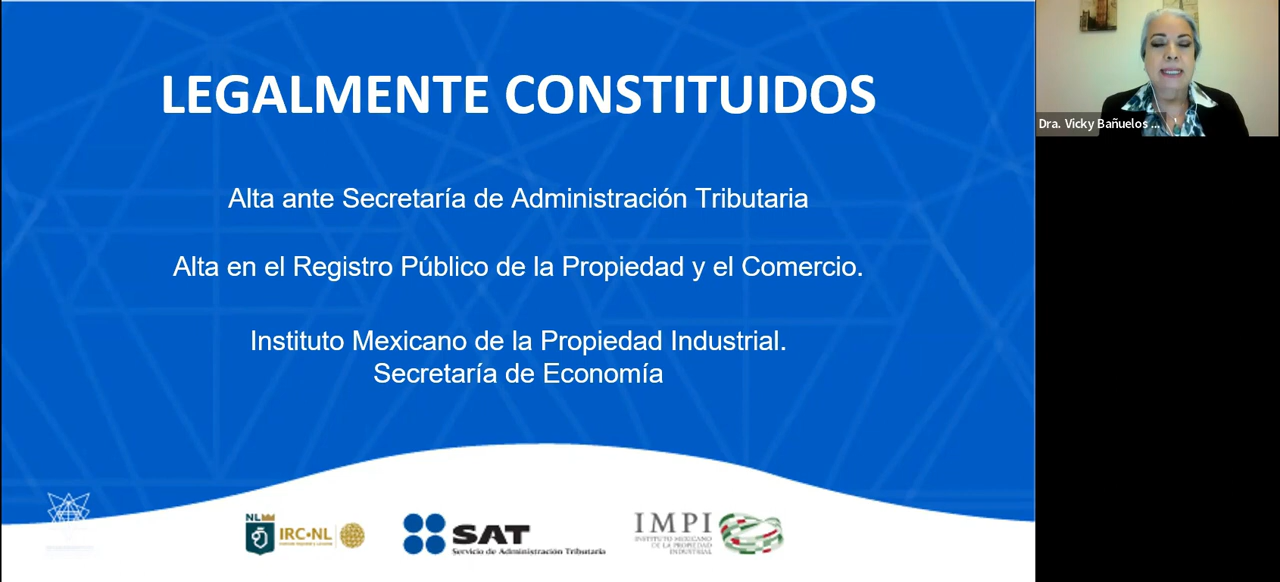 LEGALMENTE CONSTITUIDOS
Alta ante Secretaría de Administración Tributaria
Alta en el Registro Público de la Propiedad y el Comercio.
Instituto Mexicano de la Propiedad Industrial.
Secretaría de Economía
Dra. Vicky Bañuelos ...
NL
IRC•NL
SAT
Servicio de Administración Tributaria
IMPI
INSTITUTO MEXICANO
DE LA PROPIEDAD
INDUSTRIAL